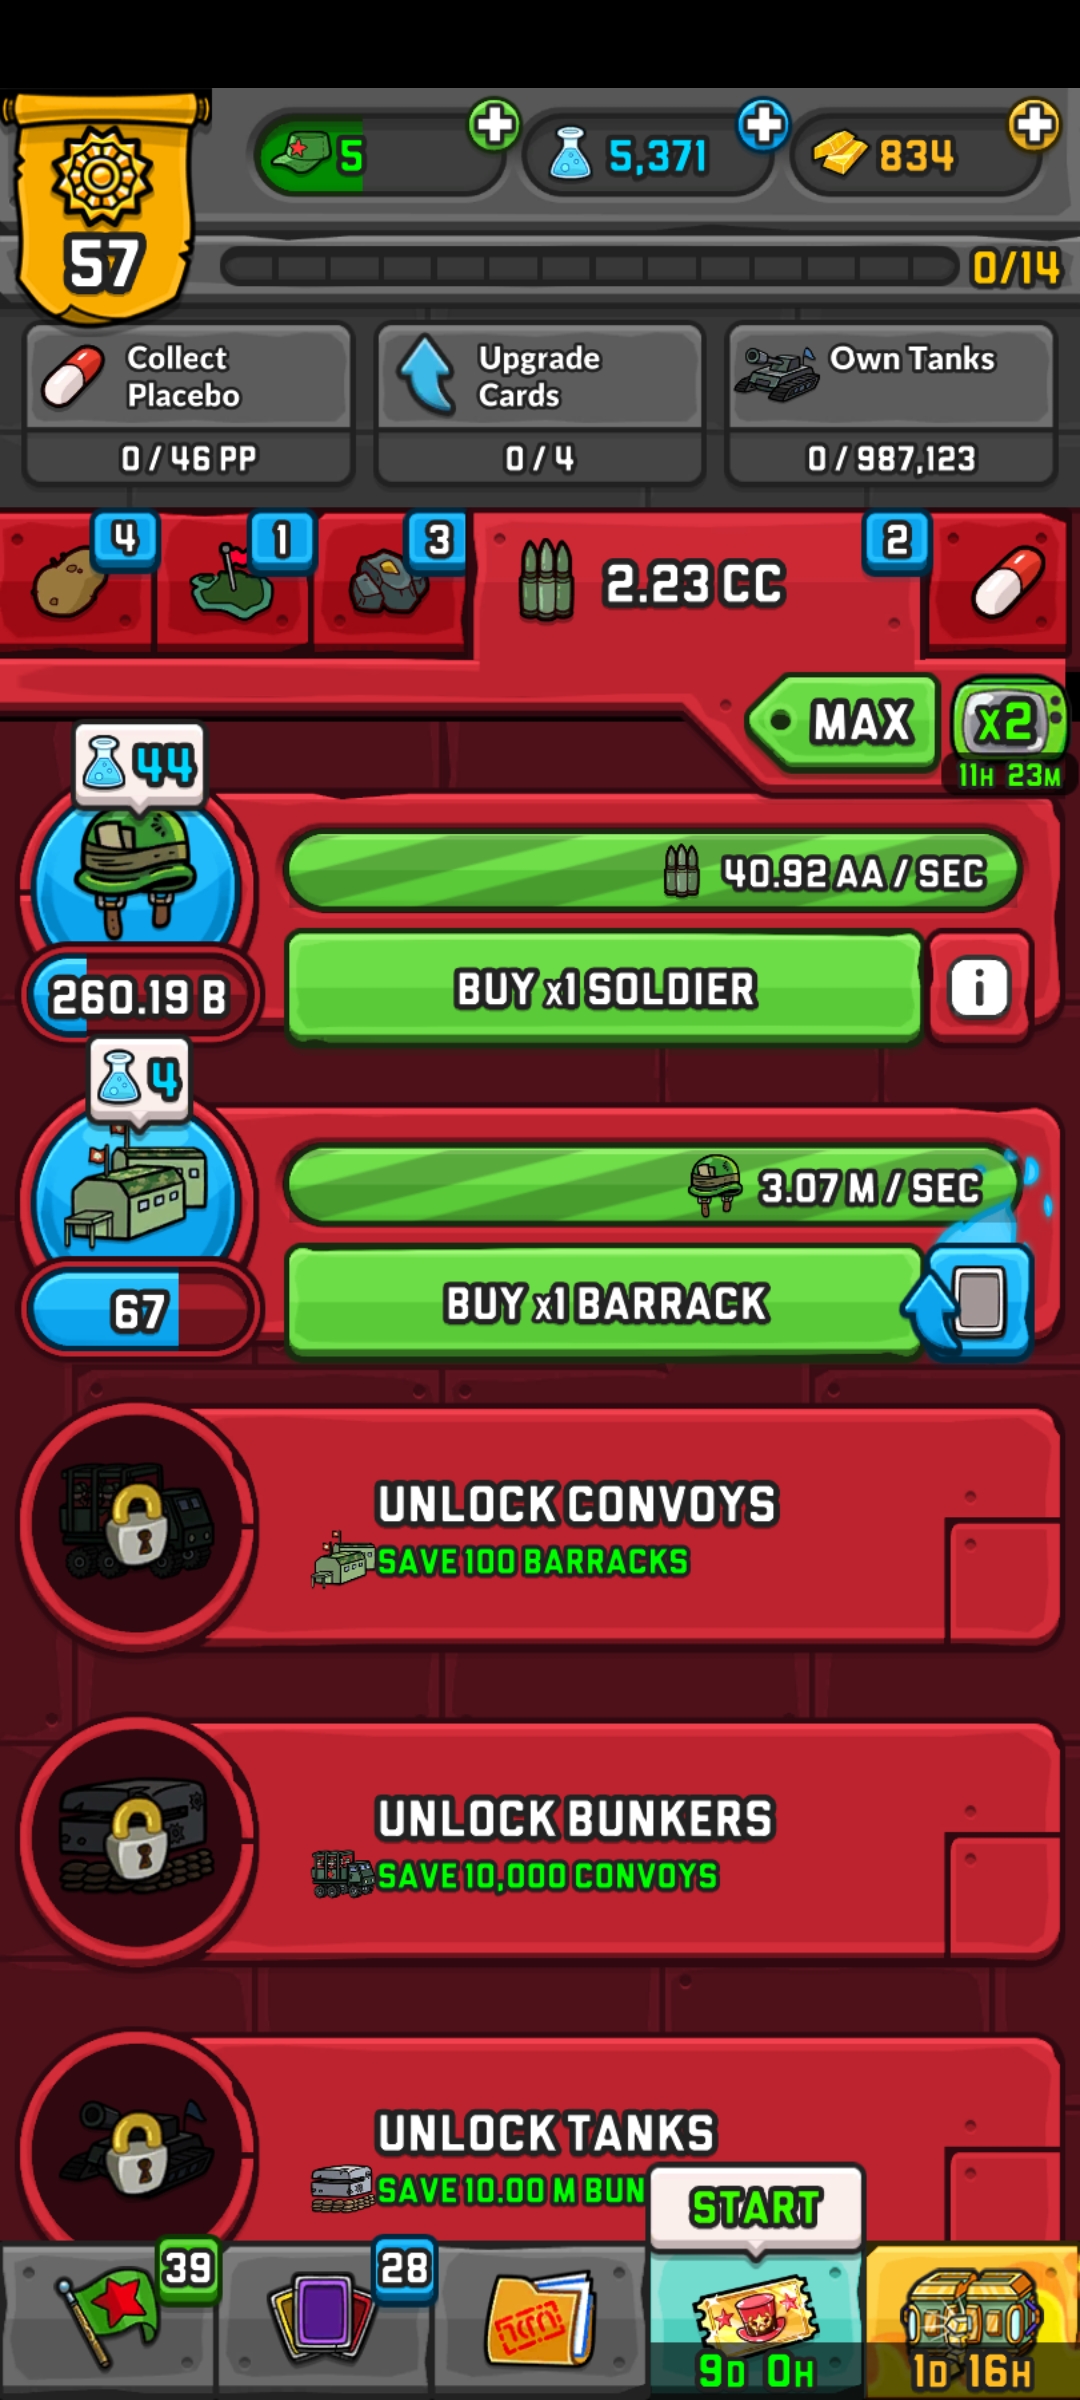 5
5,371
834
57
0/14
Collect
Placebo
0 / 46 PP
Upgrade
Cards
0 / 4
Own Tanks
0 / 987,123
4
1
3
2.23 CC
2
MAX
x2
11H 23M
44
40.92 AA / SEC
260.19 B
BUY x1 SOLDIER
i
4
3.07 M / SEC
67
BUY x1 BARRACK
UNLOCK CONVOYS
SAVE 100 BARRACKS
UNLOCK BUNKERS
SAVE 10,000 CONVOYS
UNLOCK TANKS
SAVE 10.00 M BUN
START
39
28
9D 0H
1D 16H